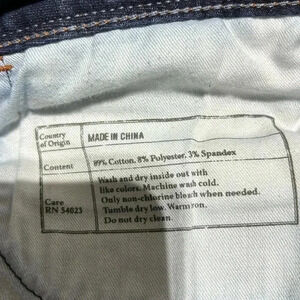 Country
of Origin
MADE IN CHINA
Content
89% Cotton. 8% Polyester. 3% Spandex
Care
RN 54023
Wash and dry inside out with
like colors. Machine wash cold.
Only non-chlorine bleach when needed.
Tumble dry low. Warm iron.
Do not dry clean.